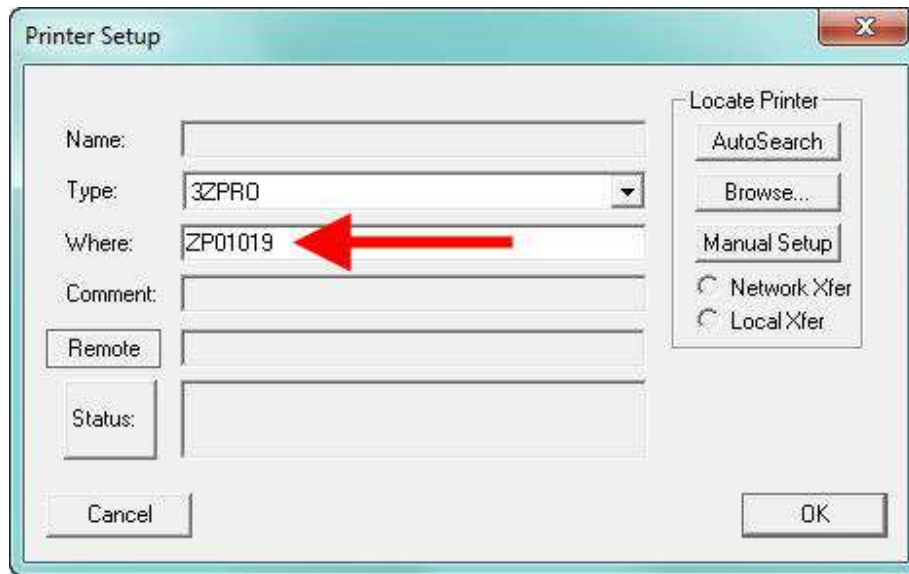 Printer Setup
Name:
Type: 3ZPRO
Where: ZP01019
Comment:
Remote
Status:
Cancel
Locate Printer
AutoSearch
Browse...
Manual Setup
Network Xfer
Local Xfer
OK